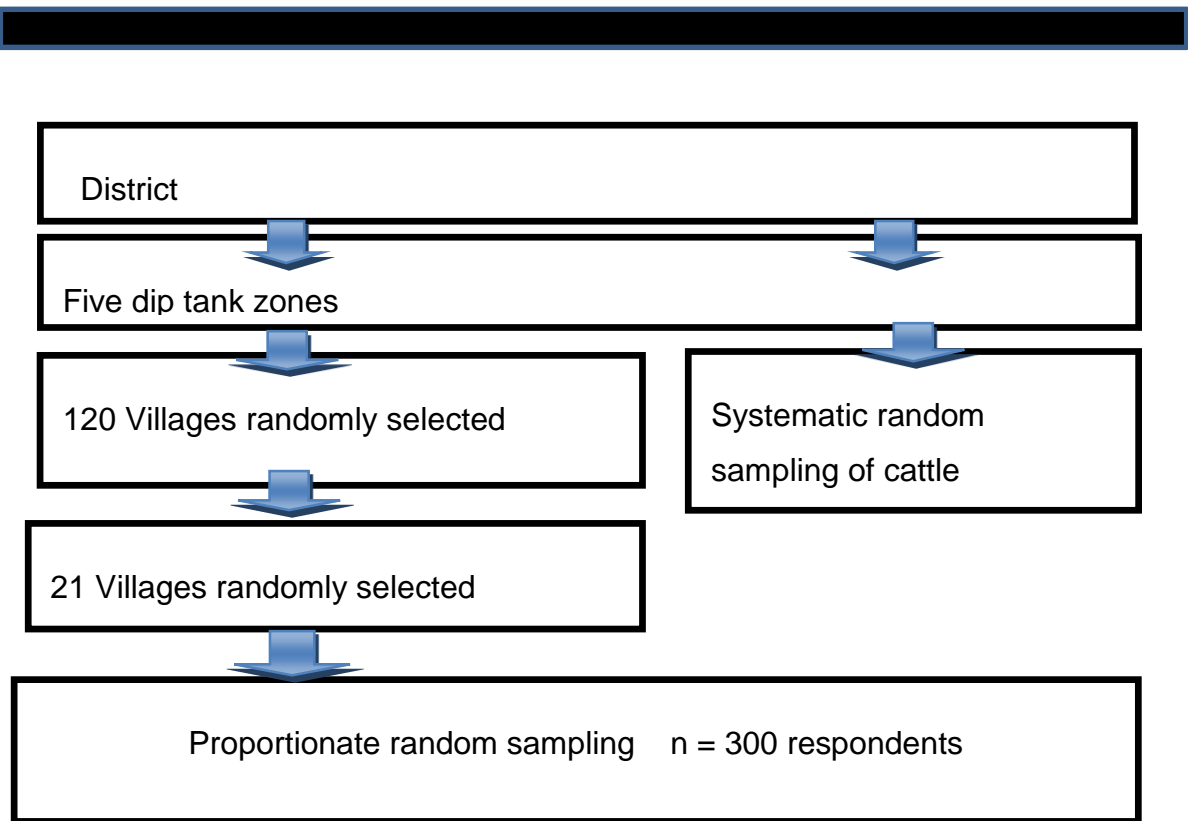 District
Five dip tank zones
120 Villages randomly selected
Systematic random
sampling of cattle
21 Villages randomly selected
Proportionate random sampling n = 300 respondents